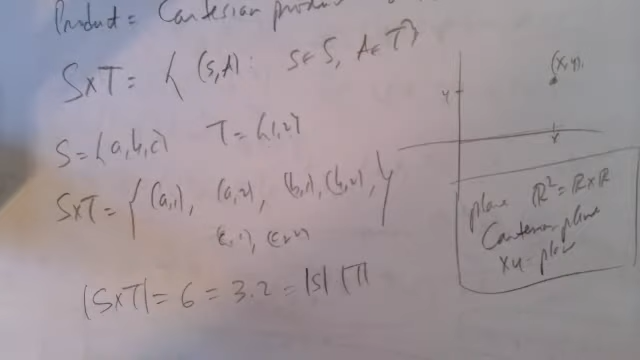 Product = Cartesian product
S×T = { (s,t) : s∈S, t∈T }
S = {a,b,c} T = {1,2}
S×T = { (a,1), (a,2), (b,1), (b,2),
(c,1), (c,2) }
|S×T| = 6 = 3.2 = |S| |T|
(x,y)
y
x
plane ℝ² = ℝ×ℝ
Cartesian plane
xy-plane